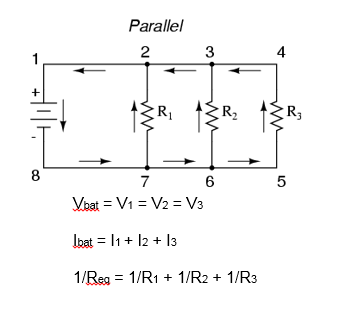 Parallel
1 2 3 4
+
R1 R2 R3
-
8 7 6 5
Vbat = V1 = V2 = V3
Ibat = I1 + I2 + I3
1/Req = 1/R1 + 1/R2 + 1/R3